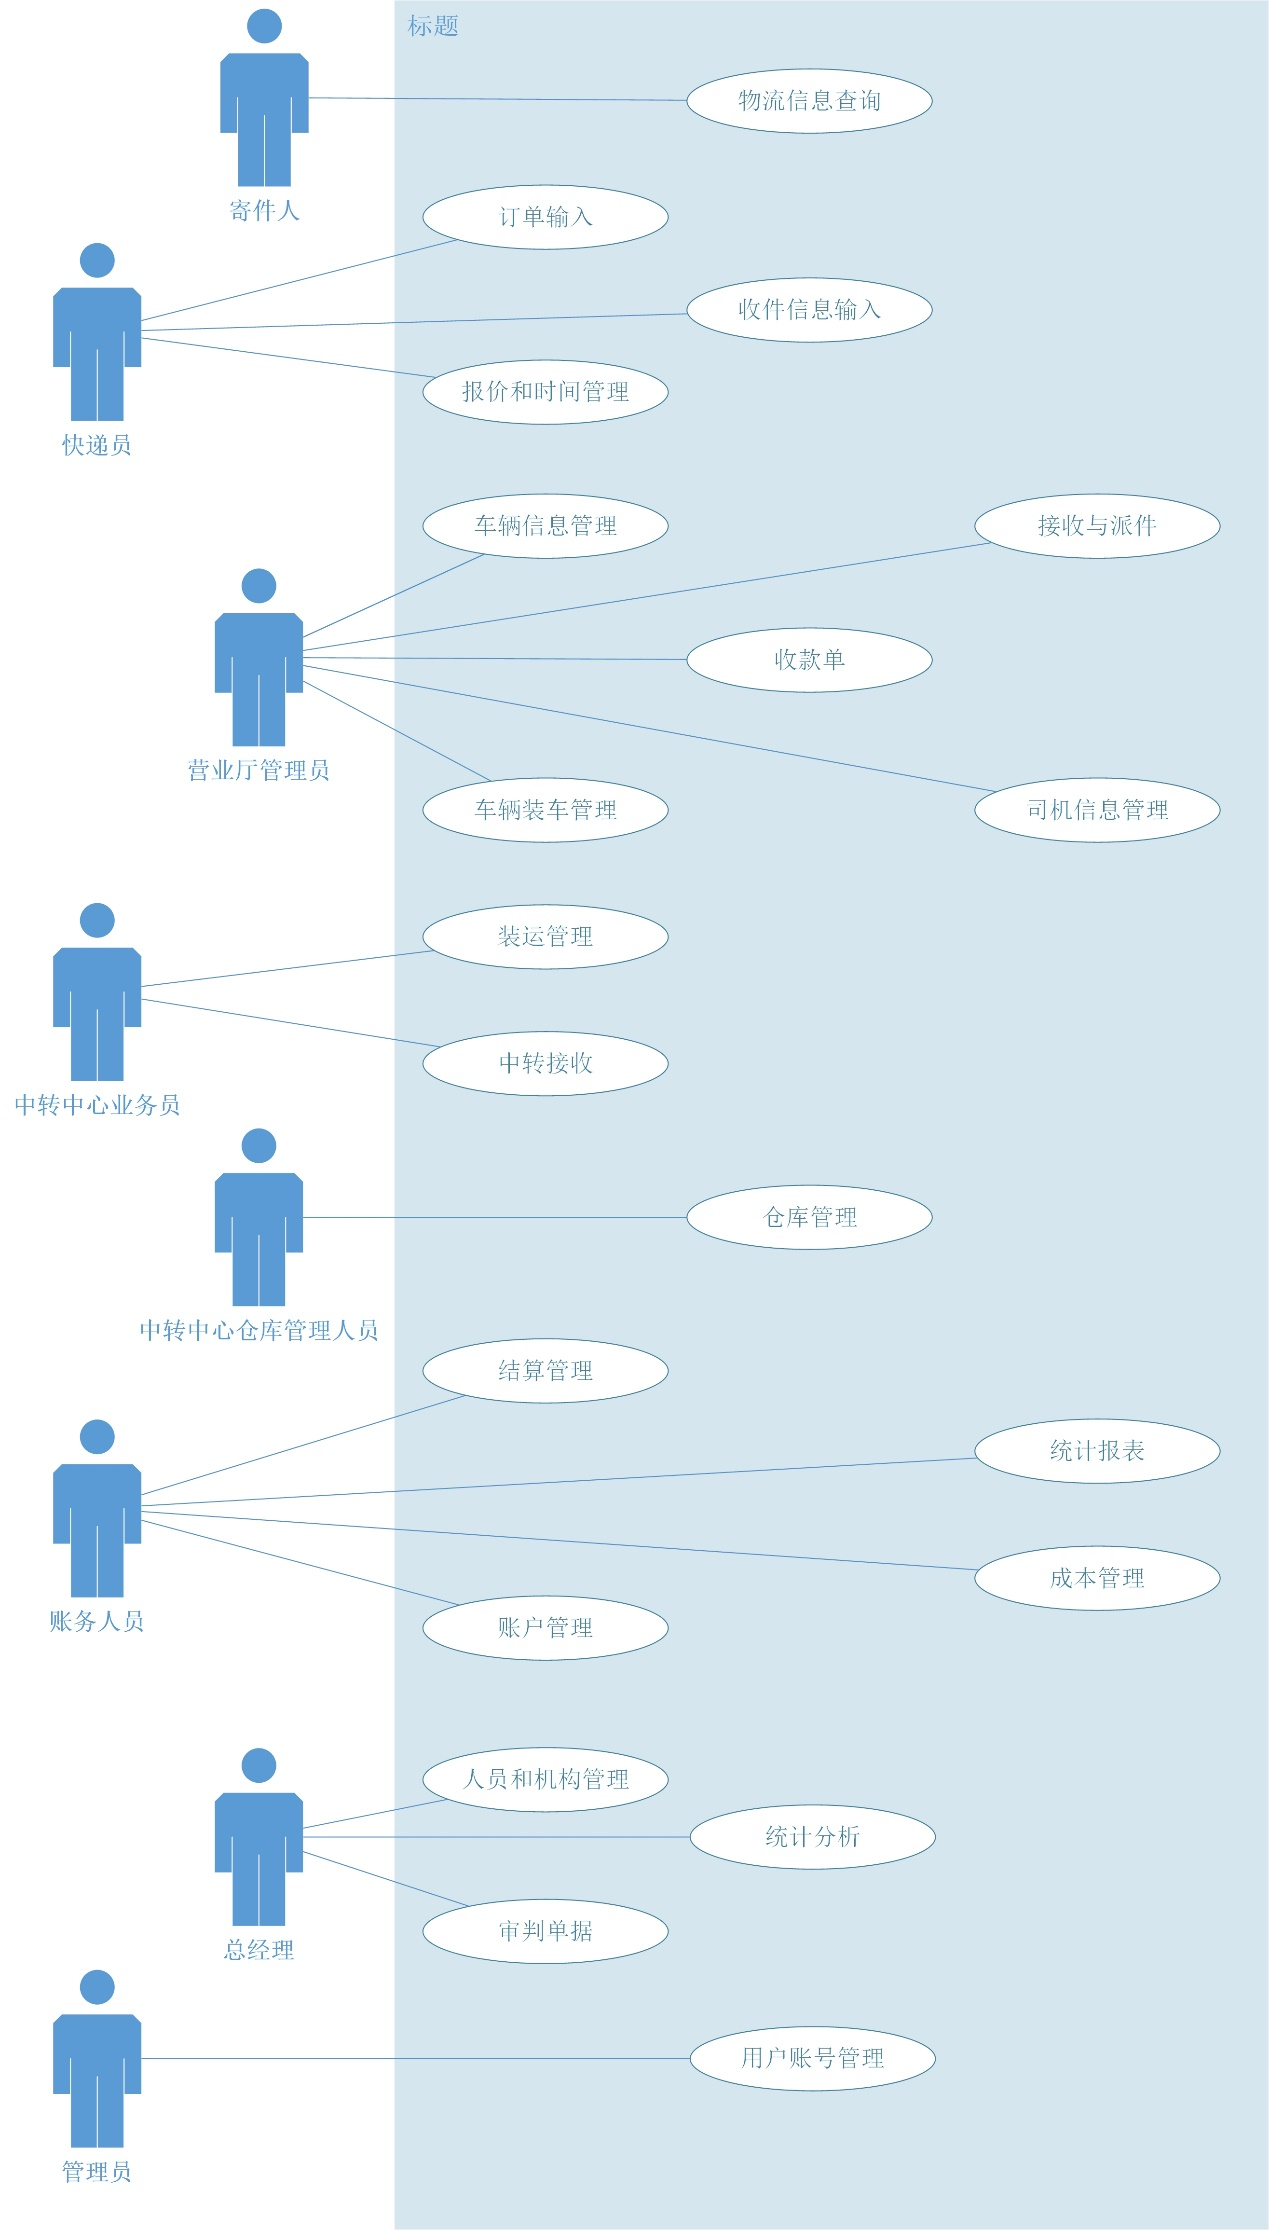 标题
物流信息查询
寄件人
订单输入
收件信息输入
报价和时间管理
快递员
车辆信息管理
接收与派件
收款单
营业厅管理员
车辆装车管理
司机信息管理
装运管理
中转接收
中转中心业务员
仓库管理
中转中心仓库管理人员
结算管理
统计报表
成本管理
账务人员
账户管理
人员和机构管理
统计分析
审判单据
总经理
用户账号管理
管理员